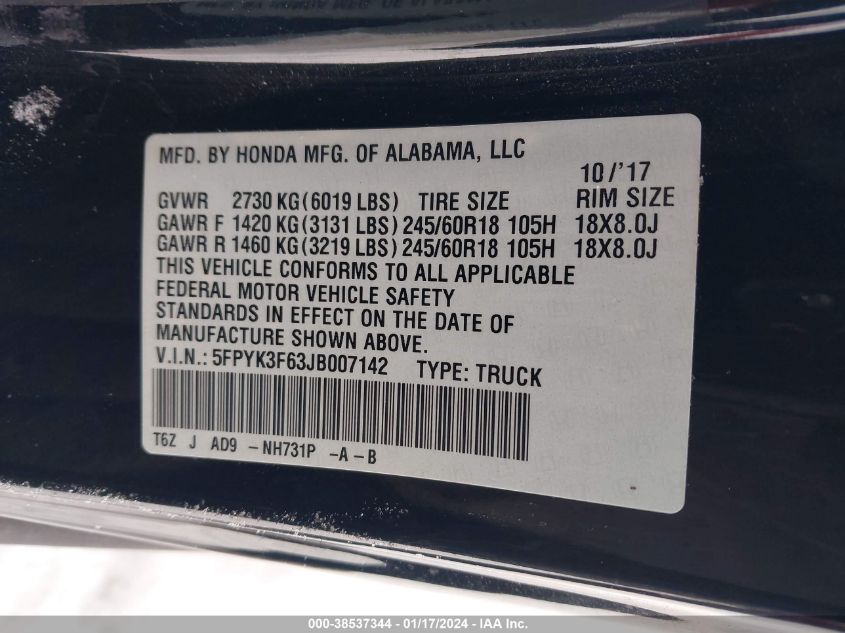 MFD. BY HONDA MFG. OF ALABAMA, LLC
10/'17
GVWR 2730 KG(6019 LBS) TIRE SIZE RIM SIZE
GAWR F 1420 KG(3131 LBS) 245/60R18 105H 18X8.0J
GAWR R 1460 KG(3219 LBS) 245/60R18 105H 18X8.0J
THIS VEHICLE CONFORMS TO ALL APPLICABLE
FEDERAL MOTOR VEHICLE SAFETY
STANDARDS IN EFFECT ON THE DATE OF
MANUFACTURE SHOWN ABOVE.
V.I.N.: 5FPYK3F63JB007142 TYPE: TRUCK
T6Z J AD9 -NH731P -A-B
000-38537344 - 01/17/2024 - IAA Inc.